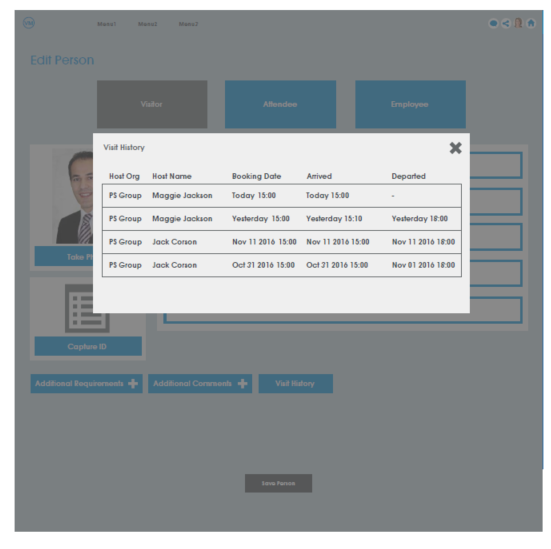 Menu1 Menu2 Menu3
Edit Person
Visitor Attendee Employee
Visit History
Host Org Host Name Booking Date Arrived Departed
PS Group Maggie Jackson Today 15:00 Today 15:00 -
PS Group Maggie Jackson Yesterday 15:00 Yesterday 15:10 Yesterday 18:00
PS Group Jack Corson Nov 11 2016 15:00 Nov 11 2016 15:00 Nov 11 2016 18:00
PS Group Jack Corson Oct 31 2016 15:00 Oct 31 2016 15:00 Nov 01 2016 18:00
Take Ph
Capture ID
Additional Requirements Additional Comments Visit History
Save Person